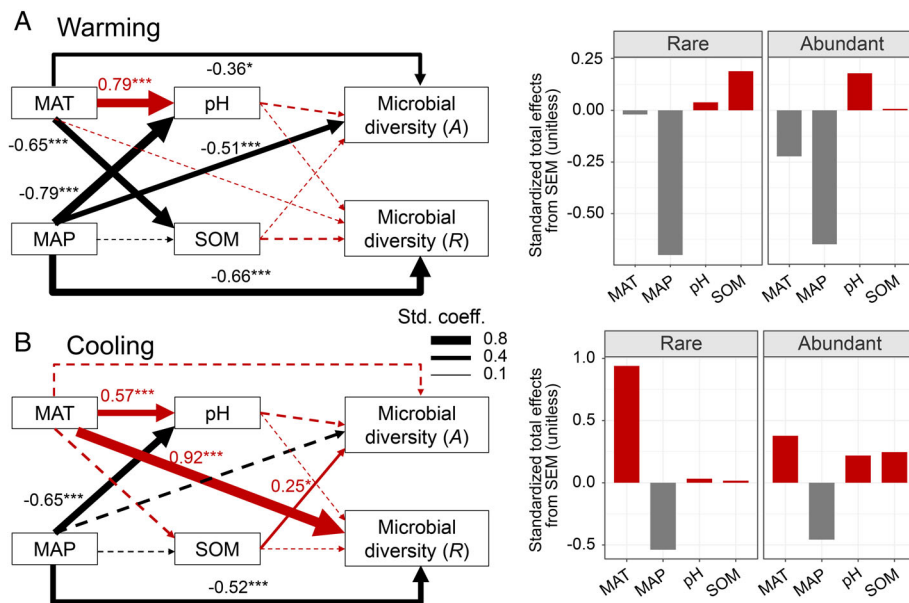 A
Warming
-0.36*
MAT
0.79***
pH
Microbial
diversity (A)
-0.65***
-0.51***
-0.79***
MAP
SOM
Microbial
diversity (R)
-0.66***
Standardized total effects
from SEM (unitless)
Rare
Abundant
0.25
0.00
-0.25
-0.50
MAT
MAP
pH
SOM
MAT
MAP
pH
SOM
B
Cooling
Std. coeff.
0.8
0.4
0.1
MAT
0.57***
pH
Microbial
diversity (A)
0.92***
0.25*
-0.65***
MAP
SOM
Microbial
diversity (R)
-0.52***
Standardized total effects
from SEM (unitless)
Rare
Abundant
1.0
0.5
0.0
-0.5
MAT
MAP
pH
SOM
MAT
MAP
pH
SOM